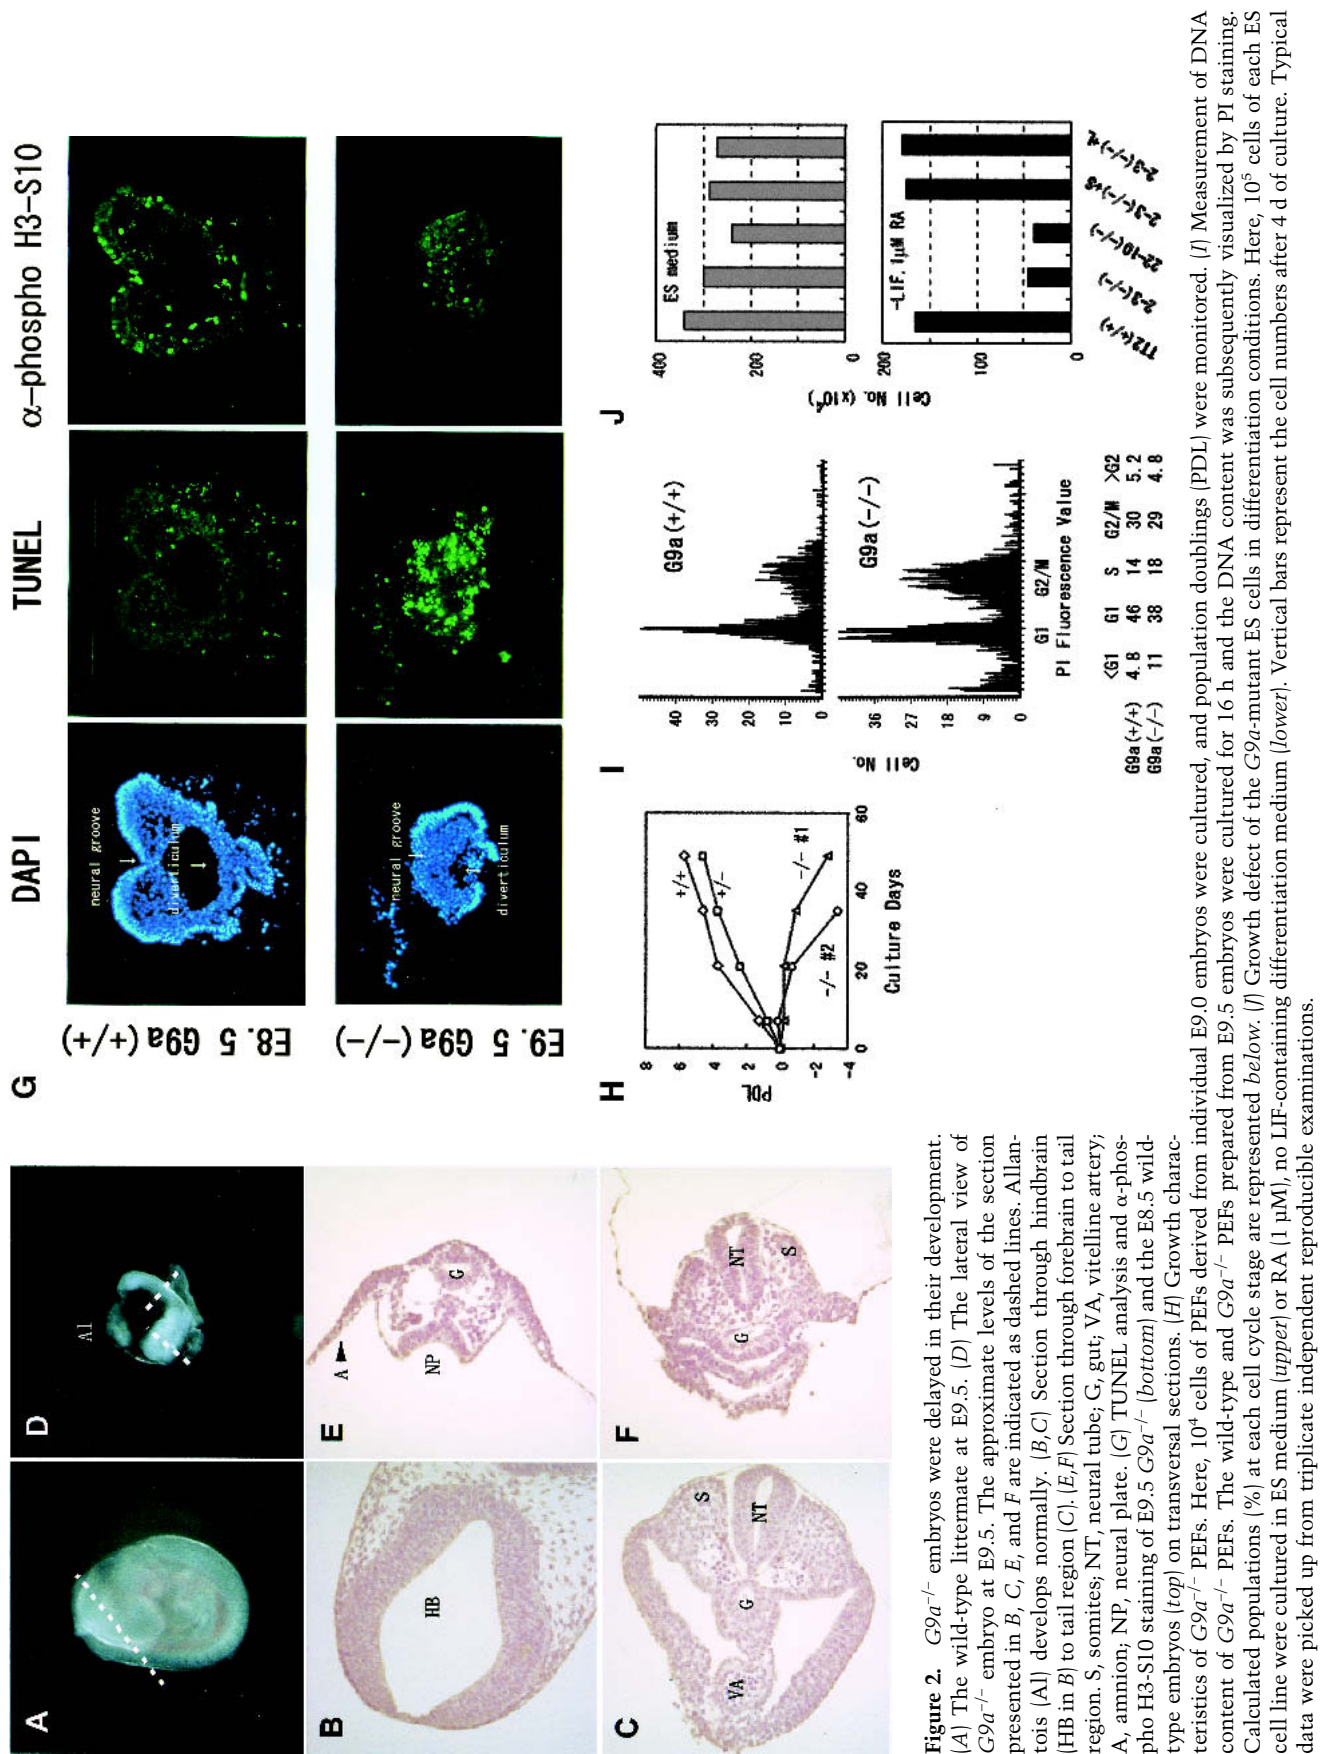 A
D
Al
B
HB
E
A
NP
G
C
VA
G
NT
S
F
G
NT
S
G
DAPI
TUNEL
α-phospho H3-S10
E8.5 G9a(+/+)
neural groove
diverticulum
E9.5 G9a(-/-)
neural groove
diverticulum
H
8
6
4
2
0
-2
-4
PDL
+/+
+/-
-/- #1
-/- #2
0
20
40
60
Culture Days
I
Cell No.
40
30
20
10
0
G9a(+/+)
36
27
18
9
0
G9a(-/-)
G1 G2/M
PI Fluorescence Value
<G1 G1 S G2/M >G2
G9a(+/+) 4.8 46 14 30 5.2
G9a(-/-) 11 38 18 29 4.8
J
Cell No. (x10⁴)
400
200
0
ES medium
200
100
0
-LIF, 1μM RA
TT2(+/+)
2-3(-/-)
22-10(-/-)
2-3(-/-)+S
2-3(-/-)+L
Figure 2. G9a−/− embryos were delayed in their development.
(A) The wild-type littermate at E9.5. (D) The lateral view of
G9a−/− embryo at E9.5. The approximate levels of the section
presented in B, C, E, and F are indicated as dashed lines. Allan-
tois (Al) develops normally. (B,C) Section through hindbrain
(HB in B) to tail region (C). (E,F) Section through forebrain to tail
region. S, somites; NT, neural tube; G, gut; VA, vitelline artery;
A, amnion; NP, neural plate. (G) TUNEL analysis and α-phos-
pho H3-S10 staining of E9.5 G9a−/− (bottom) and the E8.5 wild-
type embryos (top) on transversal sections. (H) Growth charac-
teristics of G9a−/− PEFs. Here, 10⁴ cells of PEFs derived from individual E9.0 embryos were cultured, and population doublings (PDL) were monitored. (I) Measurement of DNA
content of G9a−/− PEFs. The wild-type and G9a−/− PEFs prepared from E9.5 embryos were cultured for 16 h and the DNA content was subsequently visualized by PI staining.
Calculated populations (%) at each cell cycle stage are represented below. (J) Growth defect of the G9a-mutant ES cells in differentiation conditions. Here, 10⁵ cells of each ES
cell line were cultured in ES medium (upper) or RA (1 μM), no LIF-containing differentiation medium (lower). Vertical bars represent the cell numbers after 4 d of culture. Typical
data were picked up from triplicate independent reproducible examinations.